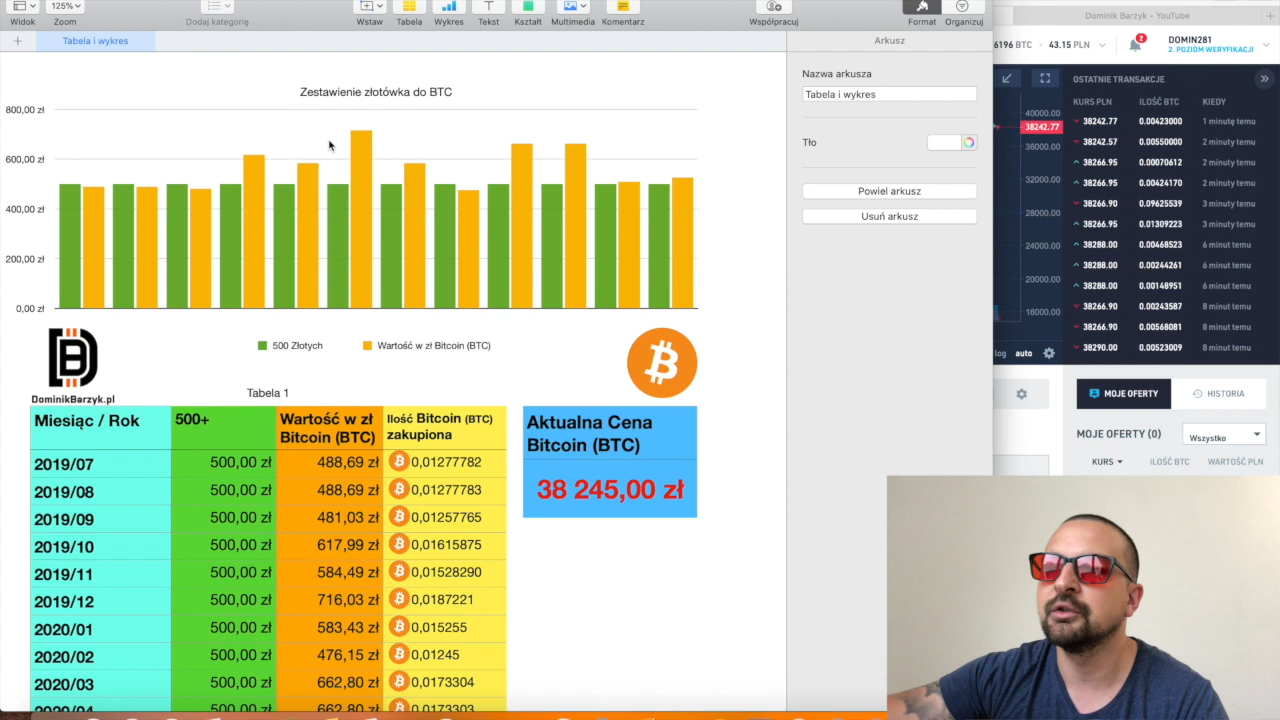 Widok
125%
Zoom
Dodaj kategorię
Wstaw
Tabela
Wykres
Tekst
Kształt
Multimedia
Komentarz
Współpracuj
Format
Organizuj
Tabela i wykres
Arkusz
Nazwa arkusza
Tabela i wykres
Tło
Powiel arkusz
Usuń arkusz
Zestawienie złotówka do BTC
800,00 zł
600,00 zł
400,00 zł
200,00 zł
0,00 zł
500 Złotych
Wartość w zł Bitcoin (BTC)
DominikBarzyk.pl
Tabela 1
Miesiąc / Rok
500+
Wartość w zł Bitcoin (BTC)
Ilość Bitcoin (BTC) zakupiona
2019/07 500,00 zł 488,69 zł 0,01277782
2019/08 500,00 zł 488,69 zł 0,01277783
2019/09 500,00 zł 481,03 zł 0,01257765
2019/10 500,00 zł 617,99 zł 0,01615875
2019/11 500,00 zł 584,49 zł 0,01528290
2019/12 500,00 zł 716,03 zł 0,0187221
2020/01 500,00 zł 583,43 zł 0,015255
2020/02 500,00 zł 476,15 zł 0,01245
2020/03 500,00 zł 662,80 zł 0,0173304
2020/04 500,00 zł 662,80 zł 0,0173303
Aktualna Cena
Bitcoin (BTC)
38 245,00 zł
Dominik Barzyk - YouTube
6196 BTC
43.15 PLN
2
DOMIN281
2. POZIOM WERYFIKACJI
40000.00
38242.77
36000.00
32000.00
28000.00
24000.00
20000.00
16000.00
log auto
OSTATNIE TRANSAKCJE
KURS PLN ILOŚĆ BTC KIEDY
38242.77 0.00423000 1 minutę temu
38242.57 0.00550000 2 minuty temu
38266.95 0.00070612 2 minuty temu
38266.95 0.00424170 2 minuty temu
38266.90 0.09625539 3 minuty temu
38266.95 0.01309223 3 minuty temu
38288.00 0.00468523 6 minut temu
38288.00 0.00244261 6 minut temu
38288.00 0.00148951 6 minut temu
38266.90 0.00243587 8 minut temu
38266.90 0.00568081 8 minut temu
38290.00 0.00523009 8 minut temu
MOJE OFERTY
HISTORIA
MOJE OFERTY (0)
Wszystko
KURS ILOŚĆ BTC WARTOŚĆ PLN